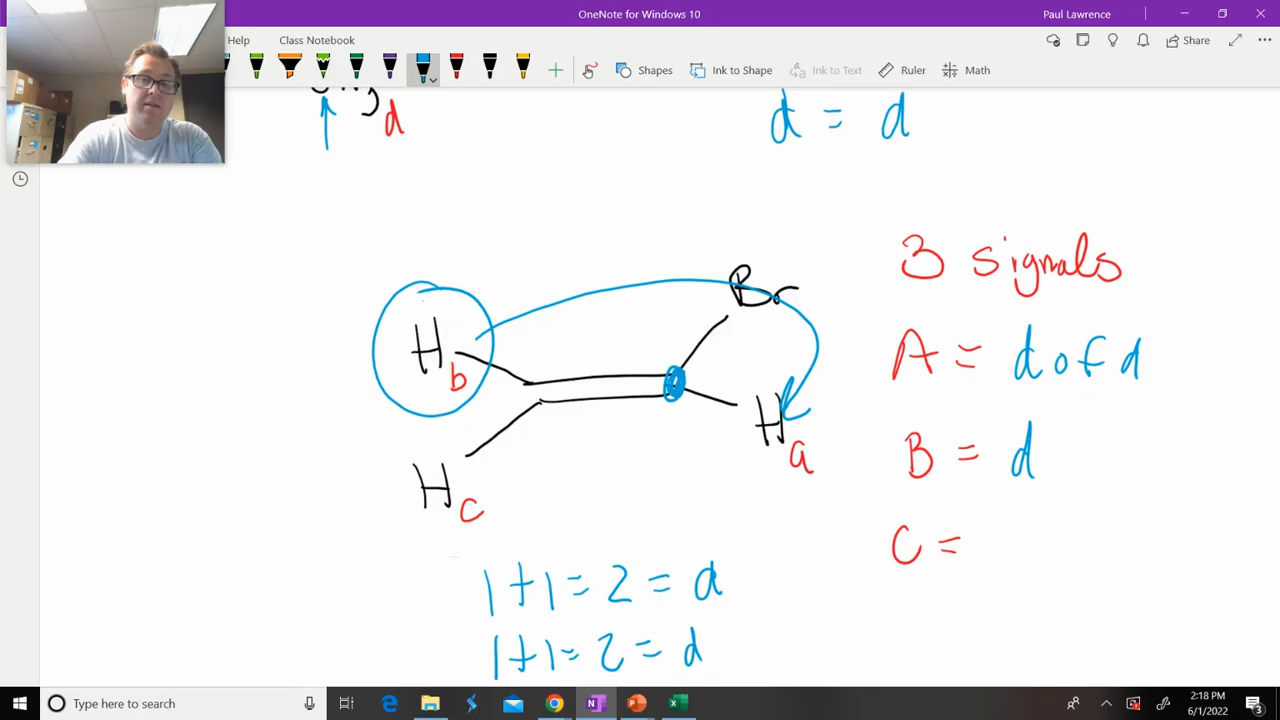 OneNote for Windows 10
Paul Lawrence
Help Class Notebook
Share
Shapes Ink to Shape Ink to Text Ruler Math
d
d = d
3 signals
Br
H
b
A = d of d
H
a
B = d
H
c
C =
1+1=2=d
1+1=2=d
Type here to search
2:18 PM
6/1/2022
3